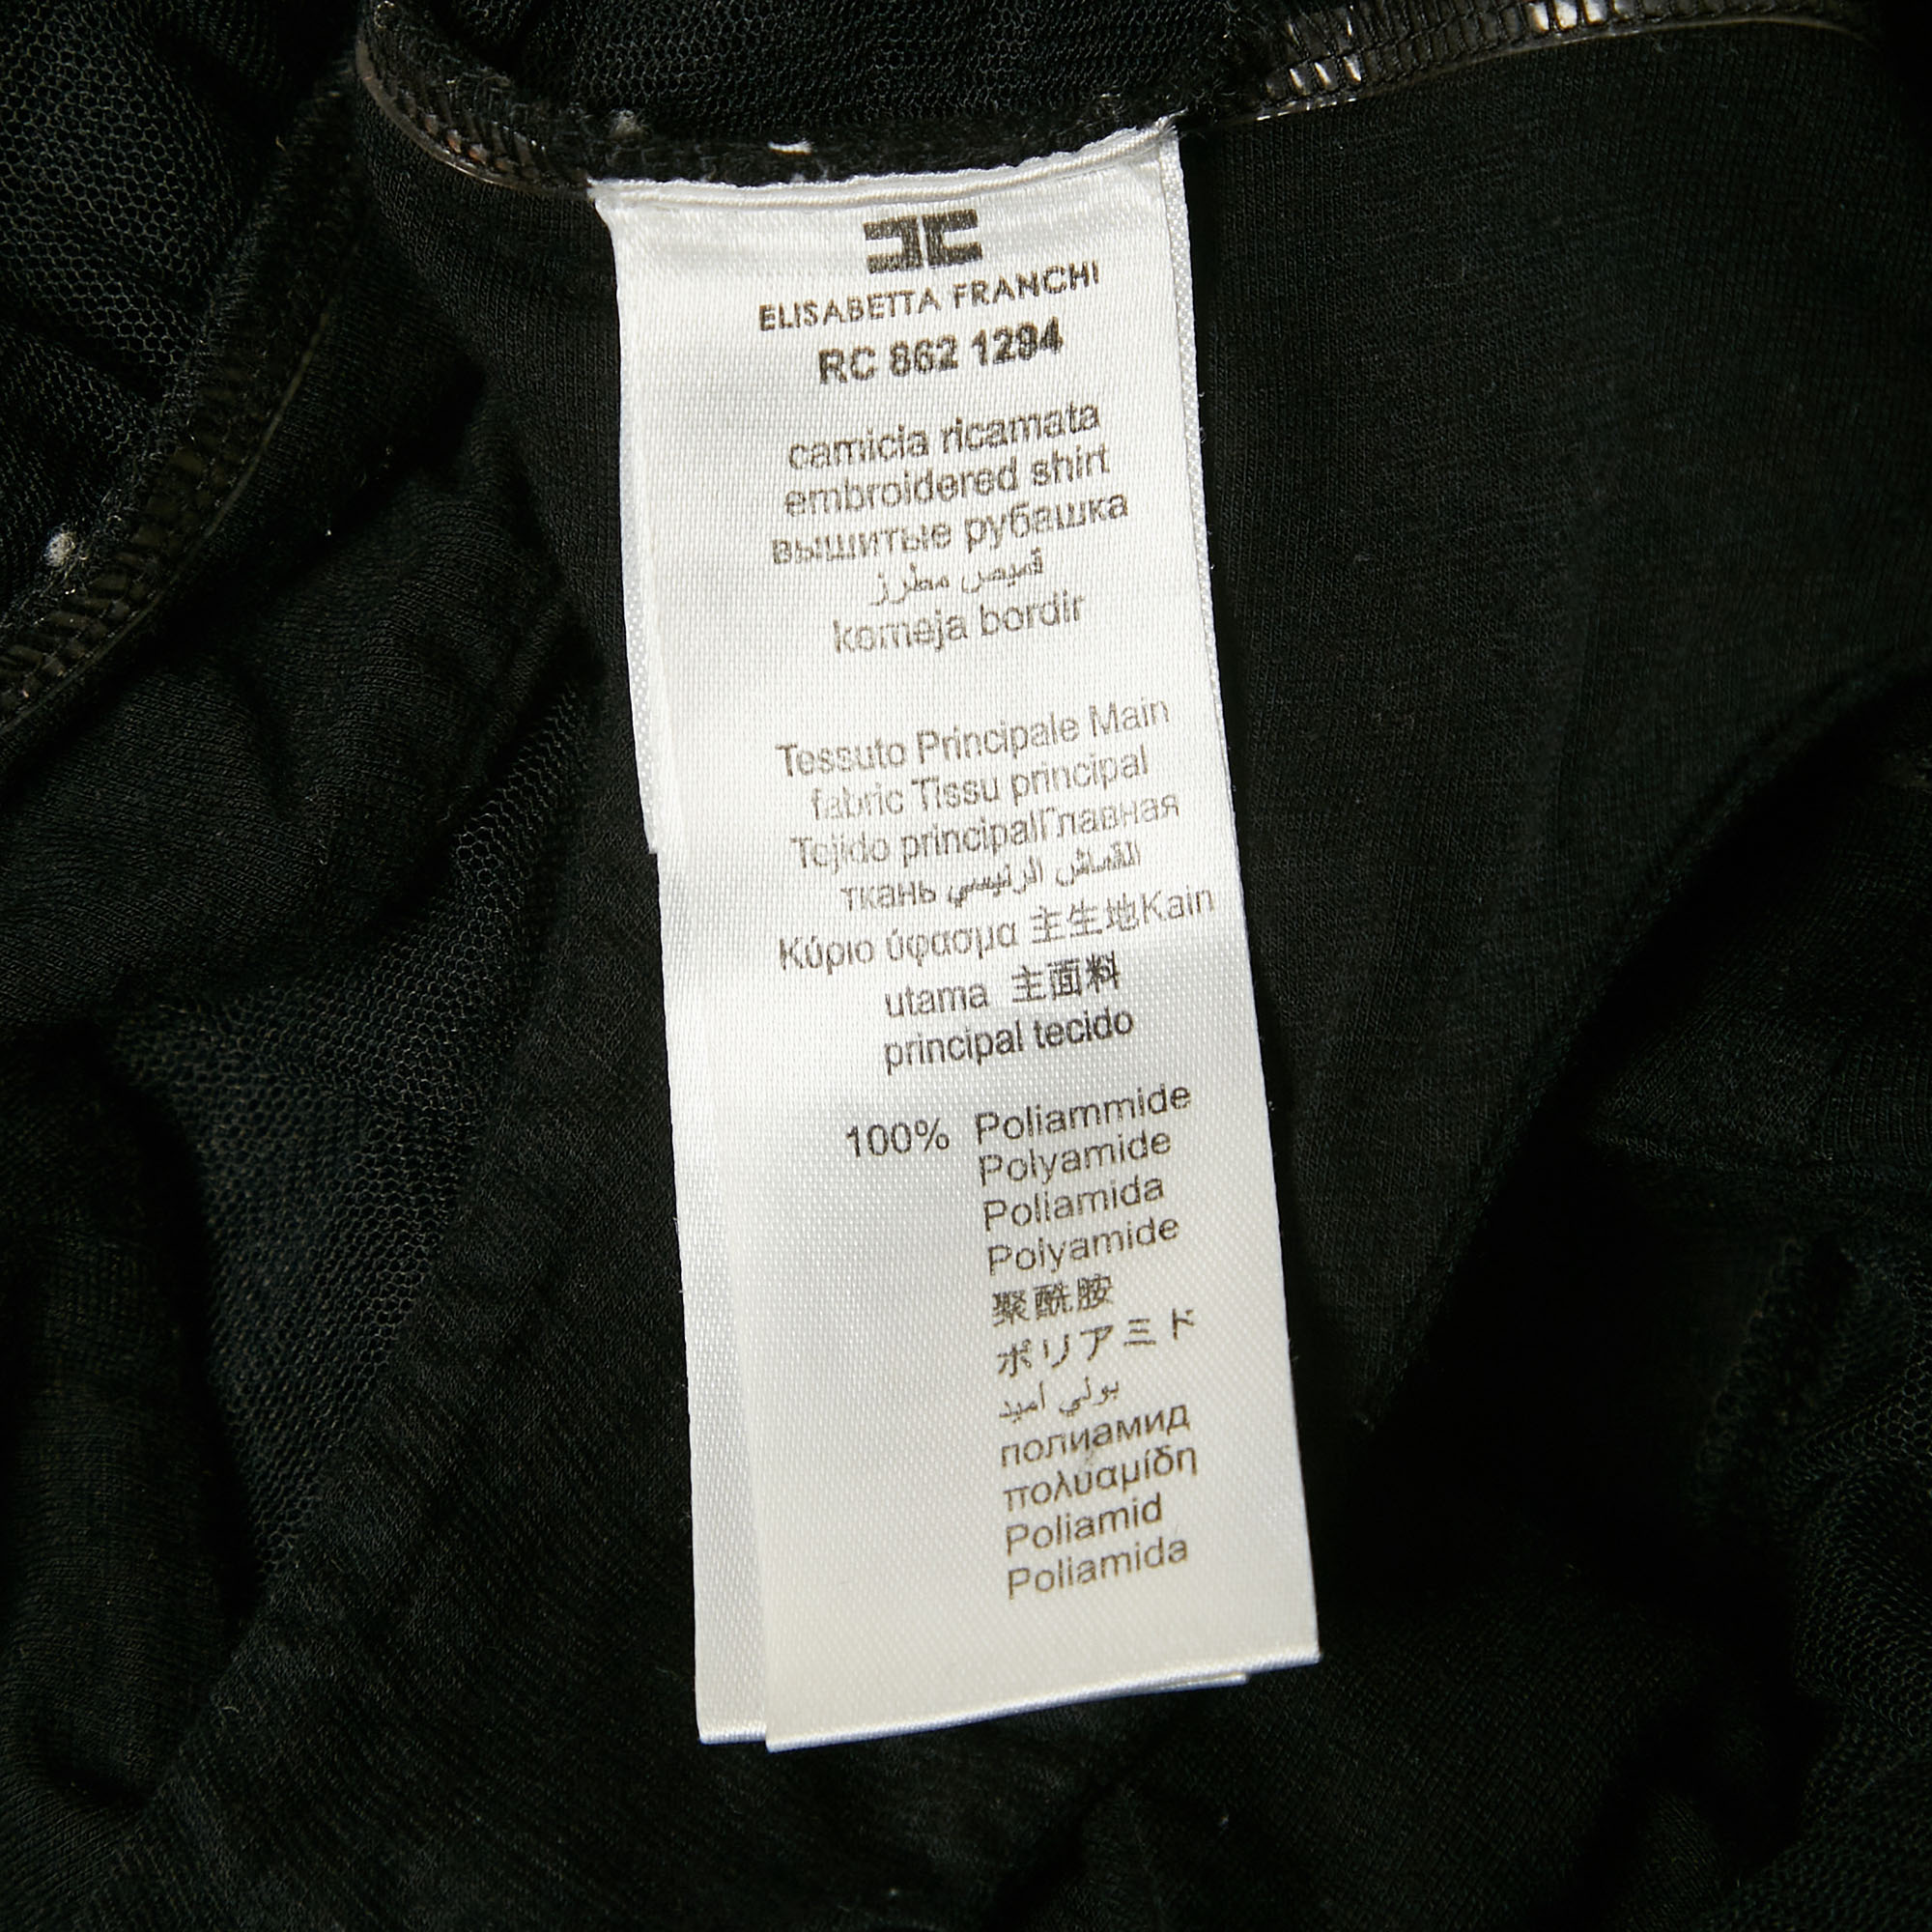 ELISABETTA FRANCHI
RC 862 1294
camicia ricamata
embroidered shirt
вышитые рубашка
قميص مطرز
komeja bordir
Tessuto Principale Main
fabric Tissu principal
Tejido principalГлавная
ткань القماش الرئيسي
Κύριο ύφασμα 主生地Kain
utama 主面料
principal tecido
100% Poliammide
Polyamide
Poliamida
Polyamide
聚酰胺
ポリアミド
بولي اميد
полиамид
πολυαμίδη
Poliamid
Poliamida